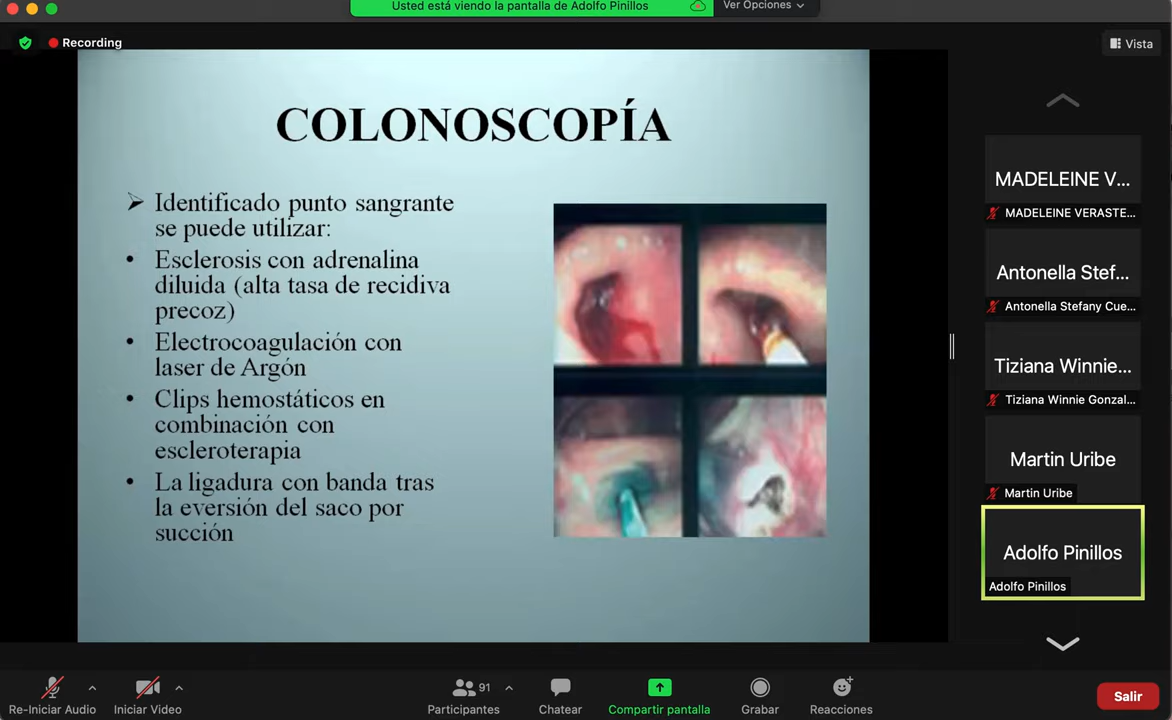 Usted está viendo la pantalla de Adolfo Pinillos
Ver Opciones
Recording
Vista
COLONOSCOPÍA
Identificado punto sangrante
se puede utilizar:
Esclerosis con adrenalina
diluida (alta tasa de recidiva
precoz)
Electrocoagulación con
laser de Argón
Clips hemostáticos en
combinación con
escleroterapia
La ligadura con banda tras
la eversión del saco por
succión
MADELEINE V...
MADELEINE VERASTE...
Antonella Stef...
Antonella Stefany Cue...
Tiziana Winnie...
Tiziana Winnie Gonzal...
Martin Uribe
Martin Uribe
Adolfo Pinillos
Adolfo Pinillos
Re-Iniciar Audio
Iniciar Video
91
Participantes
Chatear
Compartir pantalla
Grabar
Reacciones
Salir